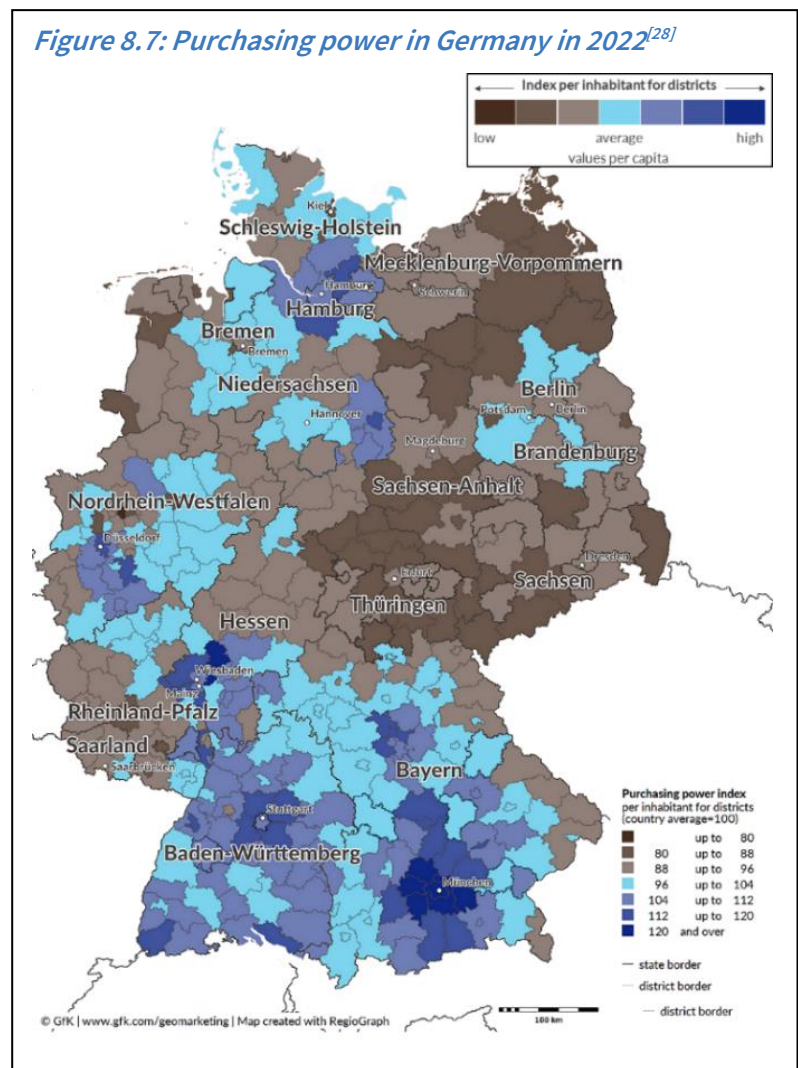 Figure 8.7: Purchasing power in Germany in 2022[28]
Index per inhabitant for districts
low average high
values per capita
Kiel
Schleswig-Holstein
Mecklenburg-Vorpommern
Schwerin
Hamburg
Hamburg
Bremen
Bremen
Niedersachsen
Hannover
Berlin
Potsdam Berlin
Brandenburg
Magdeburg
Sachsen-Anhalt
Nordrhein-Westfalen
Düsseldorf
Dresden
Erfurt
Sachsen
Thüringen
Hessen
Wiesbaden
Mainz
Rheinland-Pfalz
Saarland
Saarbrücken
Bayern
Stuttgart
Baden-Württemberg
München
Purchasing power index
per inhabitant for districts
(country average=100)
up to 80
80 up to 88
88 up to 96
96 up to 104
104 up to 112
112 up to 120
120 and over
state border
district border
district border
100 km
© GfK | www.gfk.com/geomarketing | Map created with RegioGraph